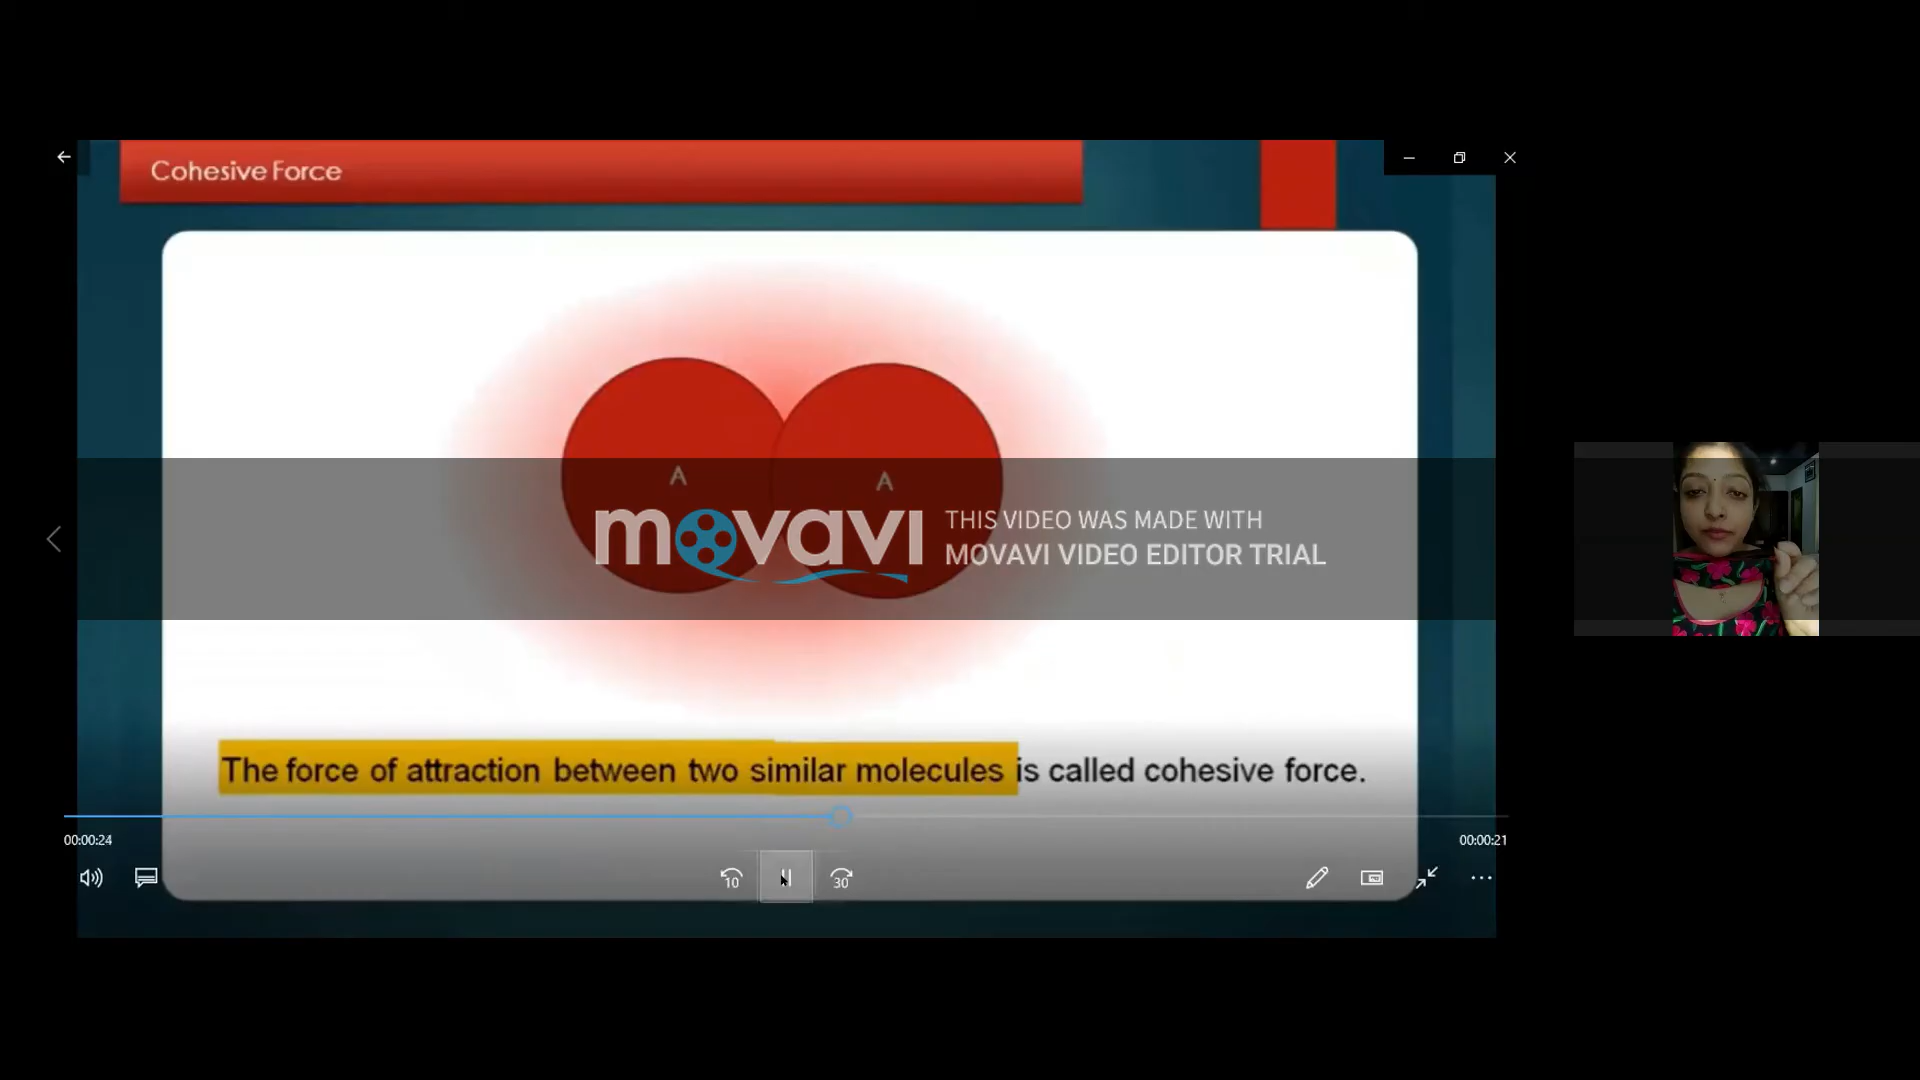 Cohesive Force
A A
movavi
THIS VIDEO WAS MADE WITH
MOVAVI VIDEO EDITOR TRIAL
The force of attraction between two similar molecules is called cohesive force.
00:00:24
00:00:21
10
30